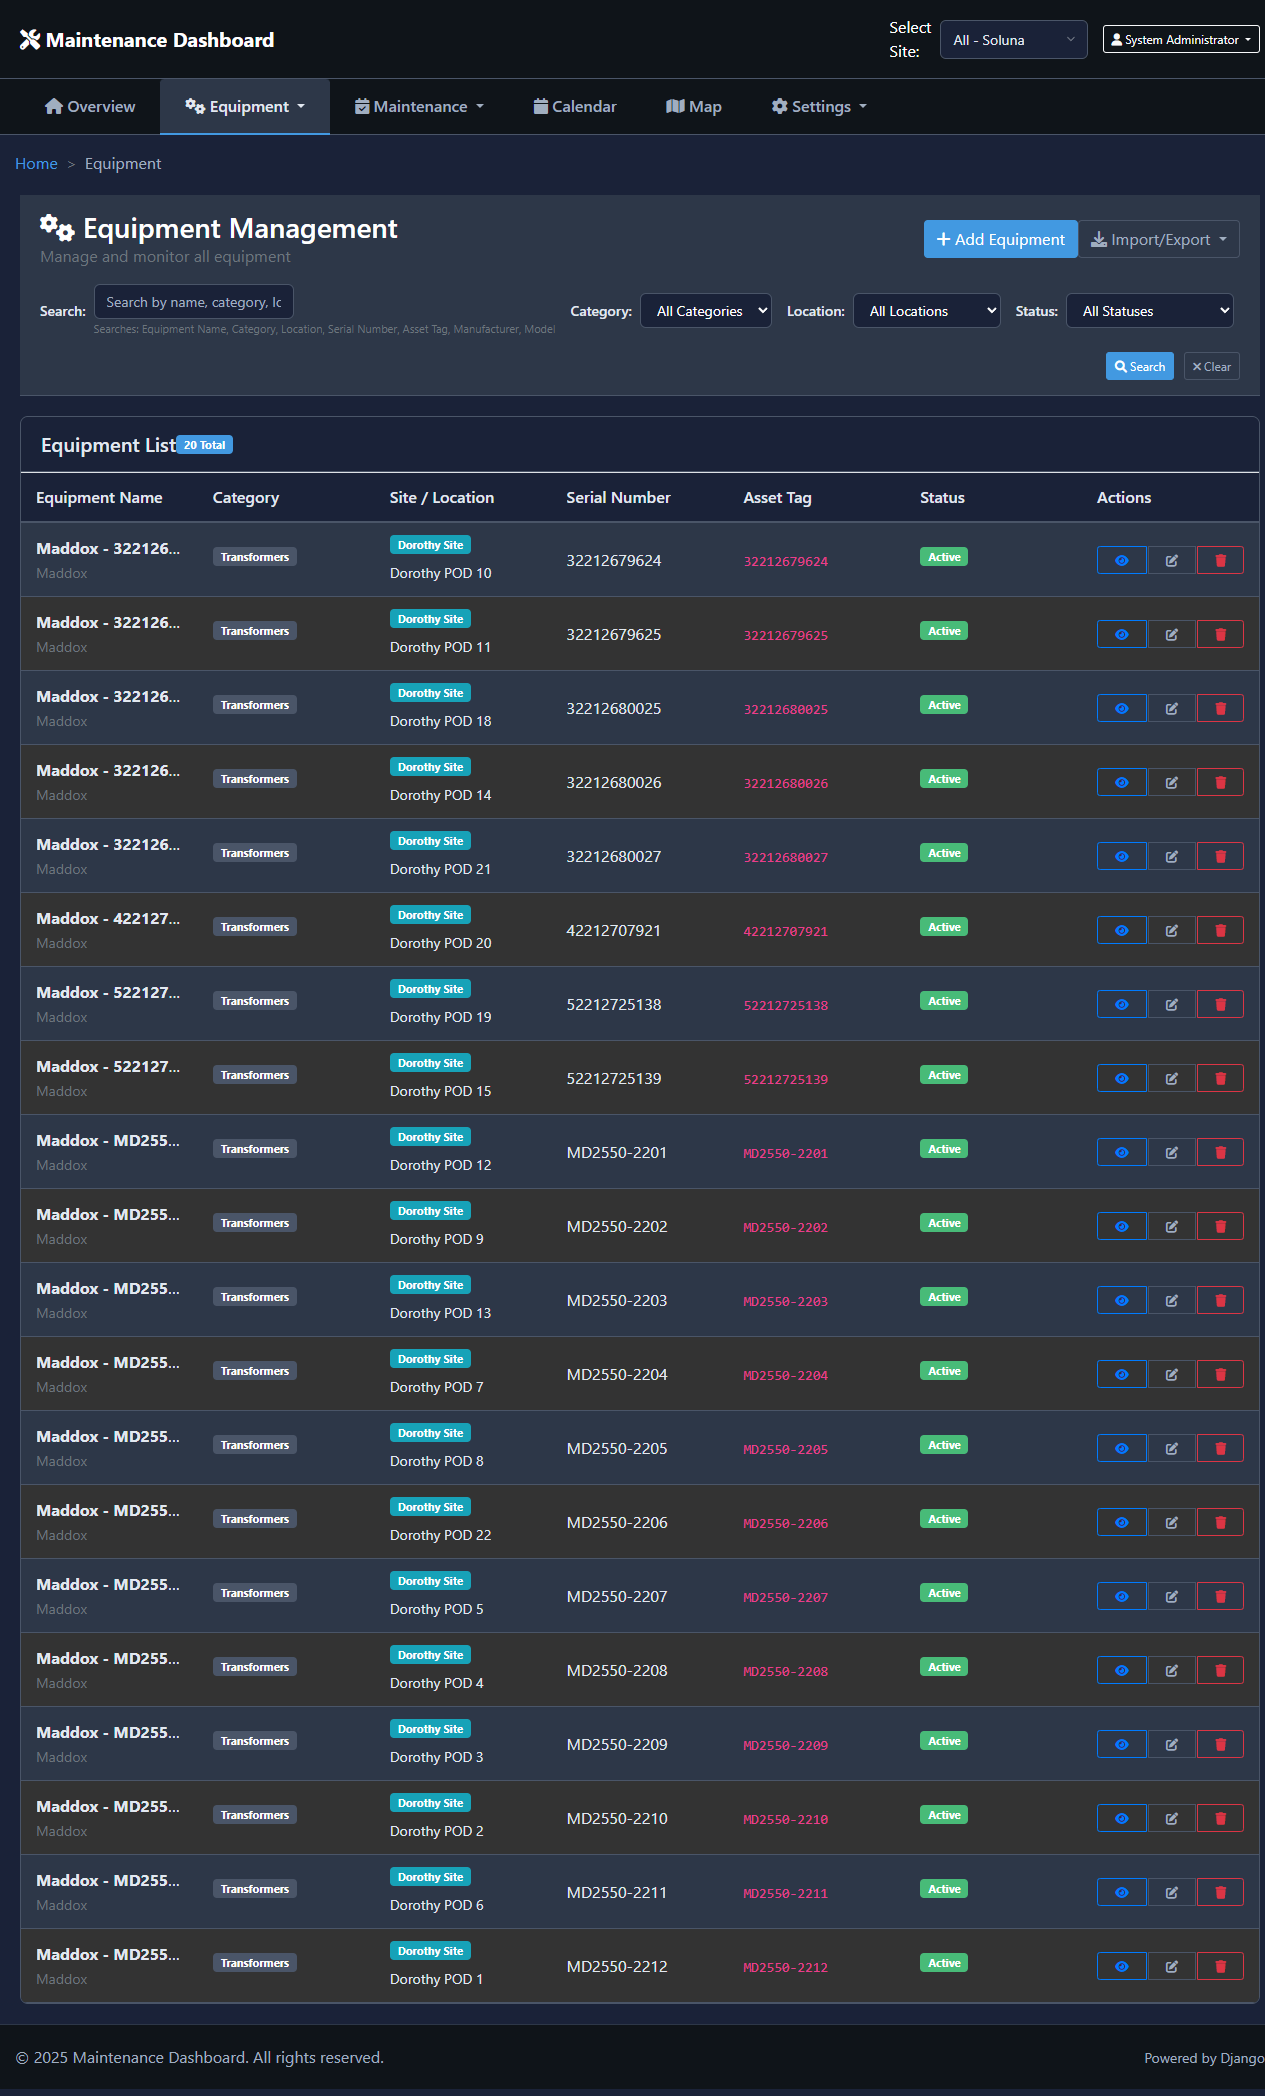 Maintenance Dashboard
Select Site:
All - Soluna
System Administrator
Overview
Equipment
Maintenance
Calendar
Map
Settings
Home > Equipment
Equipment Management
Manage and monitor all equipment
+ Add Equipment
Import/Export
Search:
Search by name, category, lc
Searches: Equipment Name, Category, Location, Serial Number, Asset Tag, Manufacturer, Model
Category:
All Categories
Location:
All Locations
Status:
All Statuses
Search
× Clear
Equipment List 20 Total
Equipment Name Category Site / Location Serial Number Asset Tag Status Actions
Maddox - 322126... Transformers Dorothy Site 32212679624 32212679624 Active
Maddox Dorothy POD 10
Maddox - 322126... Transformers Dorothy Site 32212679625 32212679625 Active
Maddox Dorothy POD 11
Maddox - 322126... Transformers Dorothy Site 32212680025 32212680025 Active
Maddox Dorothy POD 18
Maddox - 322126... Transformers Dorothy Site 32212680026 32212680026 Active
Maddox Dorothy POD 14
Maddox - 322126... Transformers Dorothy Site 32212680027 32212680027 Active
Maddox Dorothy POD 21
Maddox - 422127... Transformers Dorothy Site 42212707921 42212707921 Active
Maddox Dorothy POD 20
Maddox - 522127... Transformers Dorothy Site 52212725138 52212725138 Active
Maddox Dorothy POD 19
Maddox - 522127... Transformers Dorothy Site 52212725139 52212725139 Active
Maddox Dorothy POD 15
Maddox - MD255... Transformers Dorothy Site MD2550-2201 MD2550-2201 Active
Maddox Dorothy POD 12
Maddox - MD255... Transformers Dorothy Site MD2550-2202 MD2550-2202 Active
Maddox Dorothy POD 9
Maddox - MD255... Transformers Dorothy Site MD2550-2203 MD2550-2203 Active
Maddox Dorothy POD 13
Maddox - MD255... Transformers Dorothy Site MD2550-2204 MD2550-2204 Active
Maddox Dorothy POD 7
Maddox - MD255... Transformers Dorothy Site MD2550-2205 MD2550-2205 Active
Maddox Dorothy POD 8
Maddox - MD255... Transformers Dorothy Site MD2550-2206 MD2550-2206 Active
Maddox Dorothy POD 22
Maddox - MD255... Transformers Dorothy Site MD2550-2207 MD2550-2207 Active
Maddox Dorothy POD 5
Maddox - MD255... Transformers Dorothy Site MD2550-2208 MD2550-2208 Active
Maddox Dorothy POD 4
Maddox - MD255... Transformers Dorothy Site MD2550-2209 MD2550-2209 Active
Maddox Dorothy POD 3
Maddox - MD255... Transformers Dorothy Site MD2550-2210 MD2550-2210 Active
Maddox Dorothy POD 2
Maddox - MD255... Transformers Dorothy Site MD2550-2211 MD2550-2211 Active
Maddox Dorothy POD 6
Maddox - MD255... Transformers Dorothy Site MD2550-2212 MD2550-2212 Active
Maddox Dorothy POD 1
© 2025 Maintenance Dashboard. All rights reserved.
Powered by Django